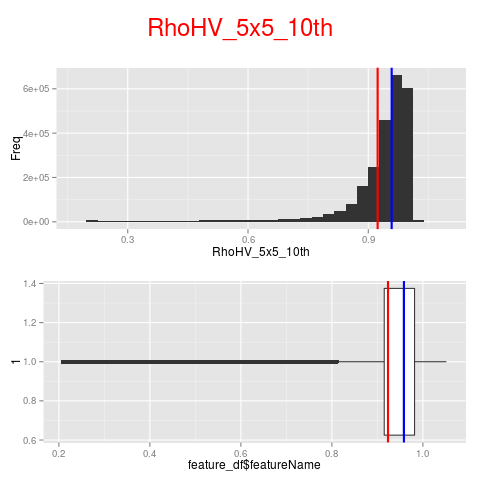 RhoHV_5x5_10th
6e+05
4e+05
2e+05
0e+00
Freq
0.3 0.6 0.9
RhoHV_5x5_10th
1.4
1.2
1.0
0.8
0.6
1
0.2 0.4 0.6 0.8 1.0
feature_df$featureName